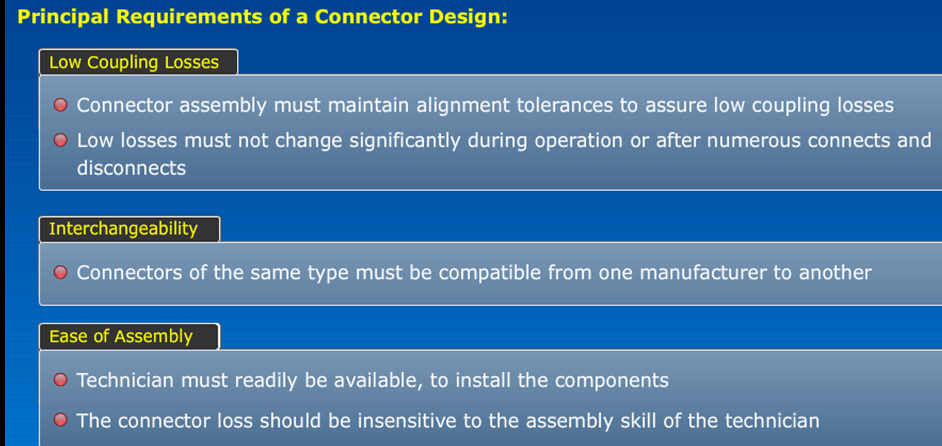 Principal Requirements of a Connector Design:
Low Coupling Losses
Connector assembly must maintain alignment tolerances to assure low coupling losses
Low losses must not change significantly during operation or after numerous connects and
disconnects
Interchangeability
Connectors of the same type must be compatible from one manufacturer to another
Ease of Assembly
Technician must readily be available, to install the components
The connector loss should be insensitive to the assembly skill of the technician